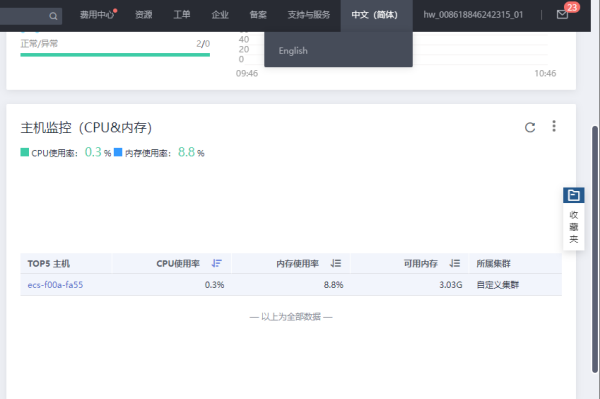 费用中心 资源 工单 企业 备案 支持与服务 中文（简体） hw_008618846242315_01 23
English
正常/异常 2/0
40
20
0
09:46 10:46
主机监控（CPU&内存）
CPU使用率： 0.3 % 内存使用率： 8.8 %
收藏夹
TOP5 主机 CPU使用率 内存使用率 可用内存 所属集群
ecs-f00a-fa55 0.3% 8.8% 3.03G 自定义集群
— 以上为全部数据 —